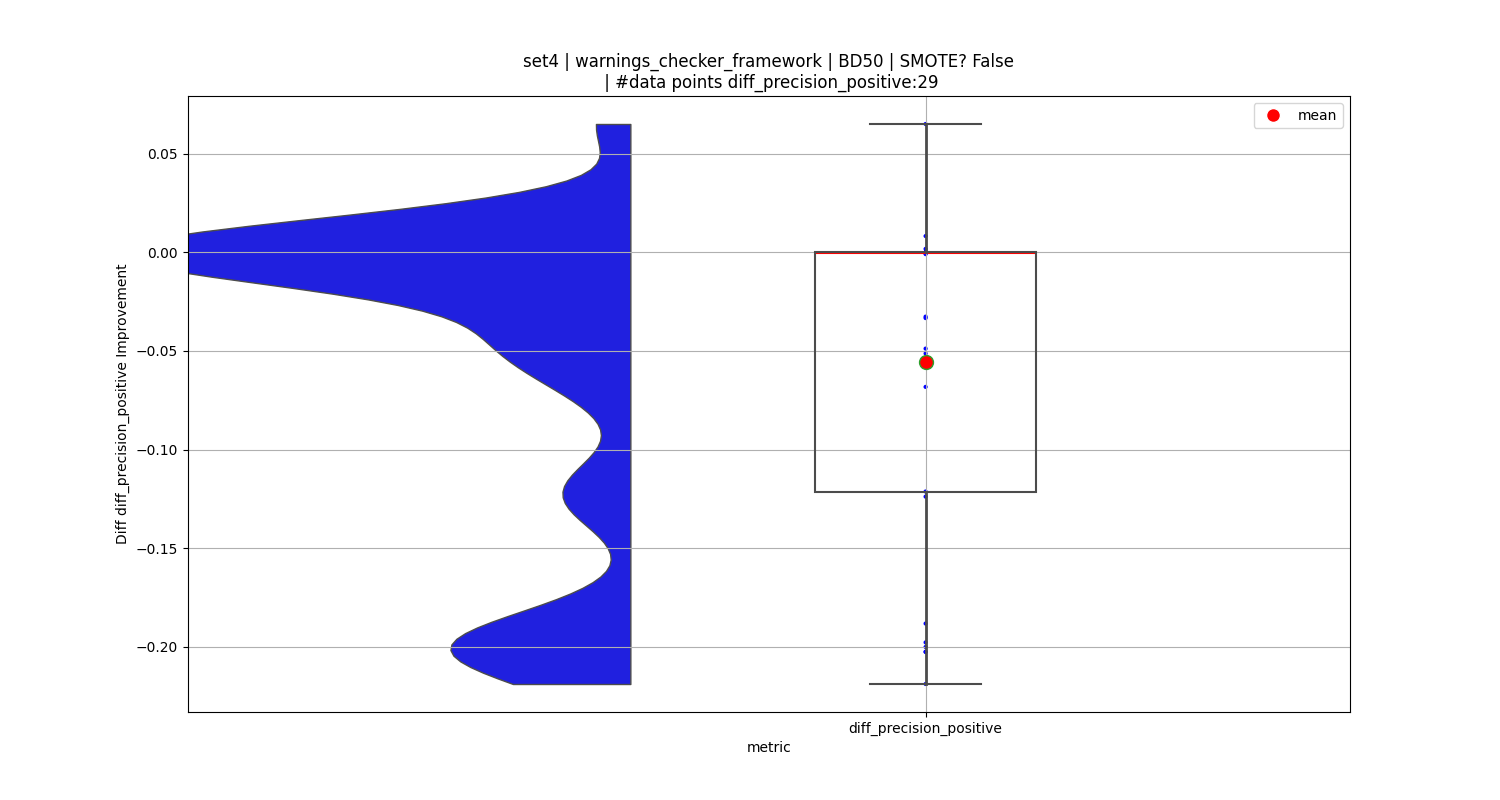 set4 | warnings_checker_framework | BD50 | SMOTE? False
| #data points diff_precision_positive:29
mean
0.05
0.00
−0.05
−0.10
−0.15
−0.20
Diff diff_precision_positive Improvement
diff_precision_positive
metric